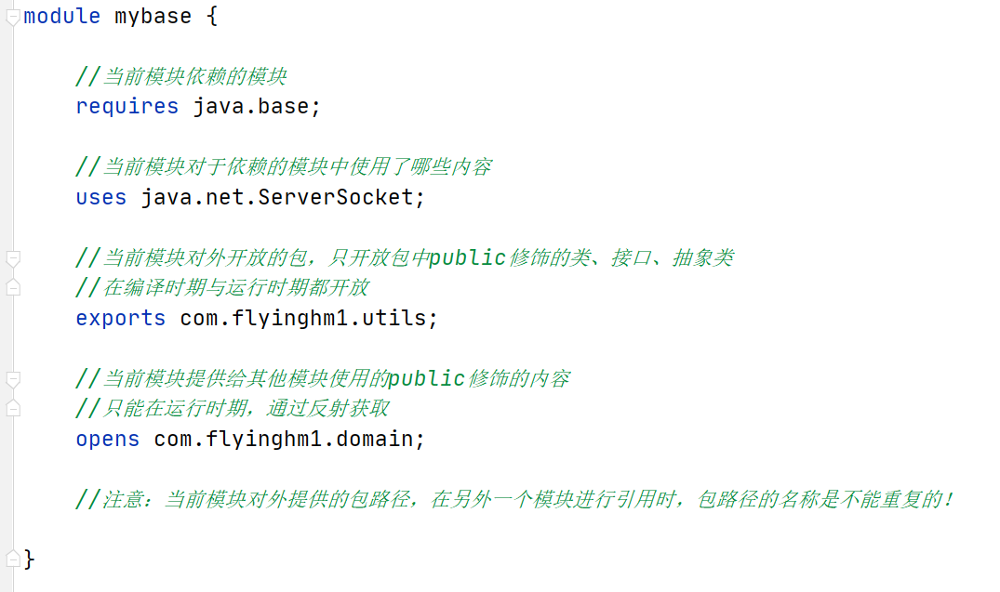 module mybase {
//当前模块依赖的模块
requires java.base;
//当前模块对于依赖的模块中使用了哪些内容
uses java.net.ServerSocket;
//当前模块对外开放的包，只开放包中public修饰的类、接口、抽象类
//在编译时期与运行时期都开放
exports com.flyinghm1.utils;
//当前模块提供给其他模块使用的public修饰的内容
//只能在运行时期，通过反射获取
opens com.flyinghm1.domain;
//注意：当前模块对外提供的包路径，在另外一个模块进行引用时，包路径的名称是不能重复的！
}